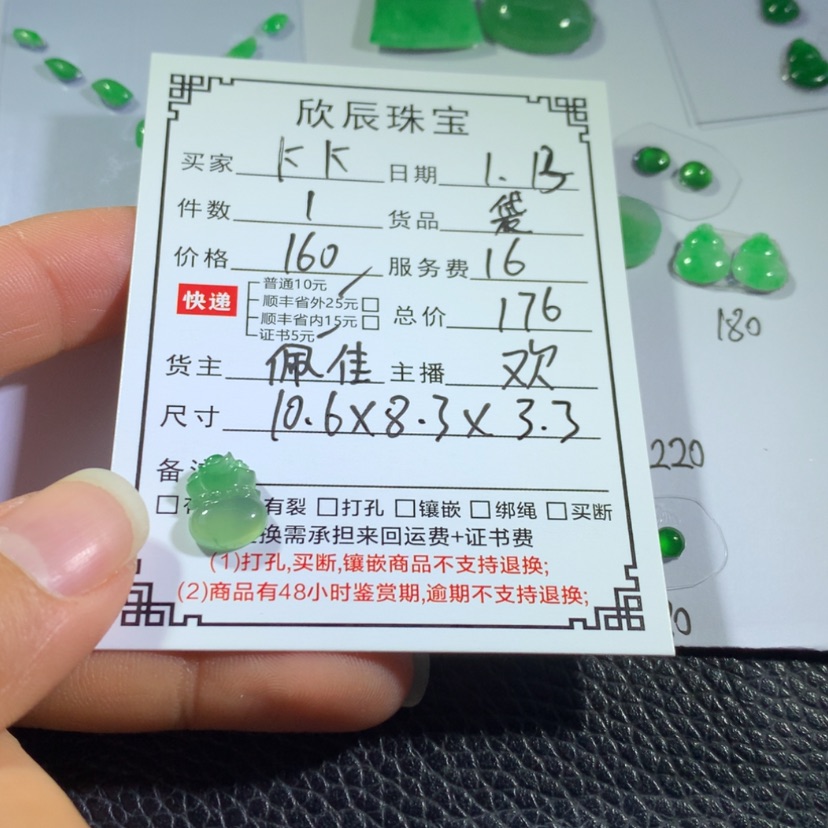 欣辰珠宝
买家 KK 日期 1.13
件数 1 货品 袋
价格 160 服务费 16
快递 普通10元
顺丰省外25元□
顺丰省内15元□
证书5元
总价 176
货主 佩佳 主播 欢
尺寸 10.6X8.3X3.3
备
有裂 □打孔 □镶嵌 □绑绳 □买断
换需承担来回运费+证书费
(1)打孔,买断,镶嵌商品不支持退换;
(2)商品有48小时鉴赏期,逾期不支持退换;
180
220